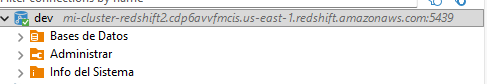 Filter connections by name
dev mi-cluster-redshift2.cdp6avvfmcis.us-east-1.redshift.amazonaws.com:5439
Bases de Datos
Administrar
Info del Sistema